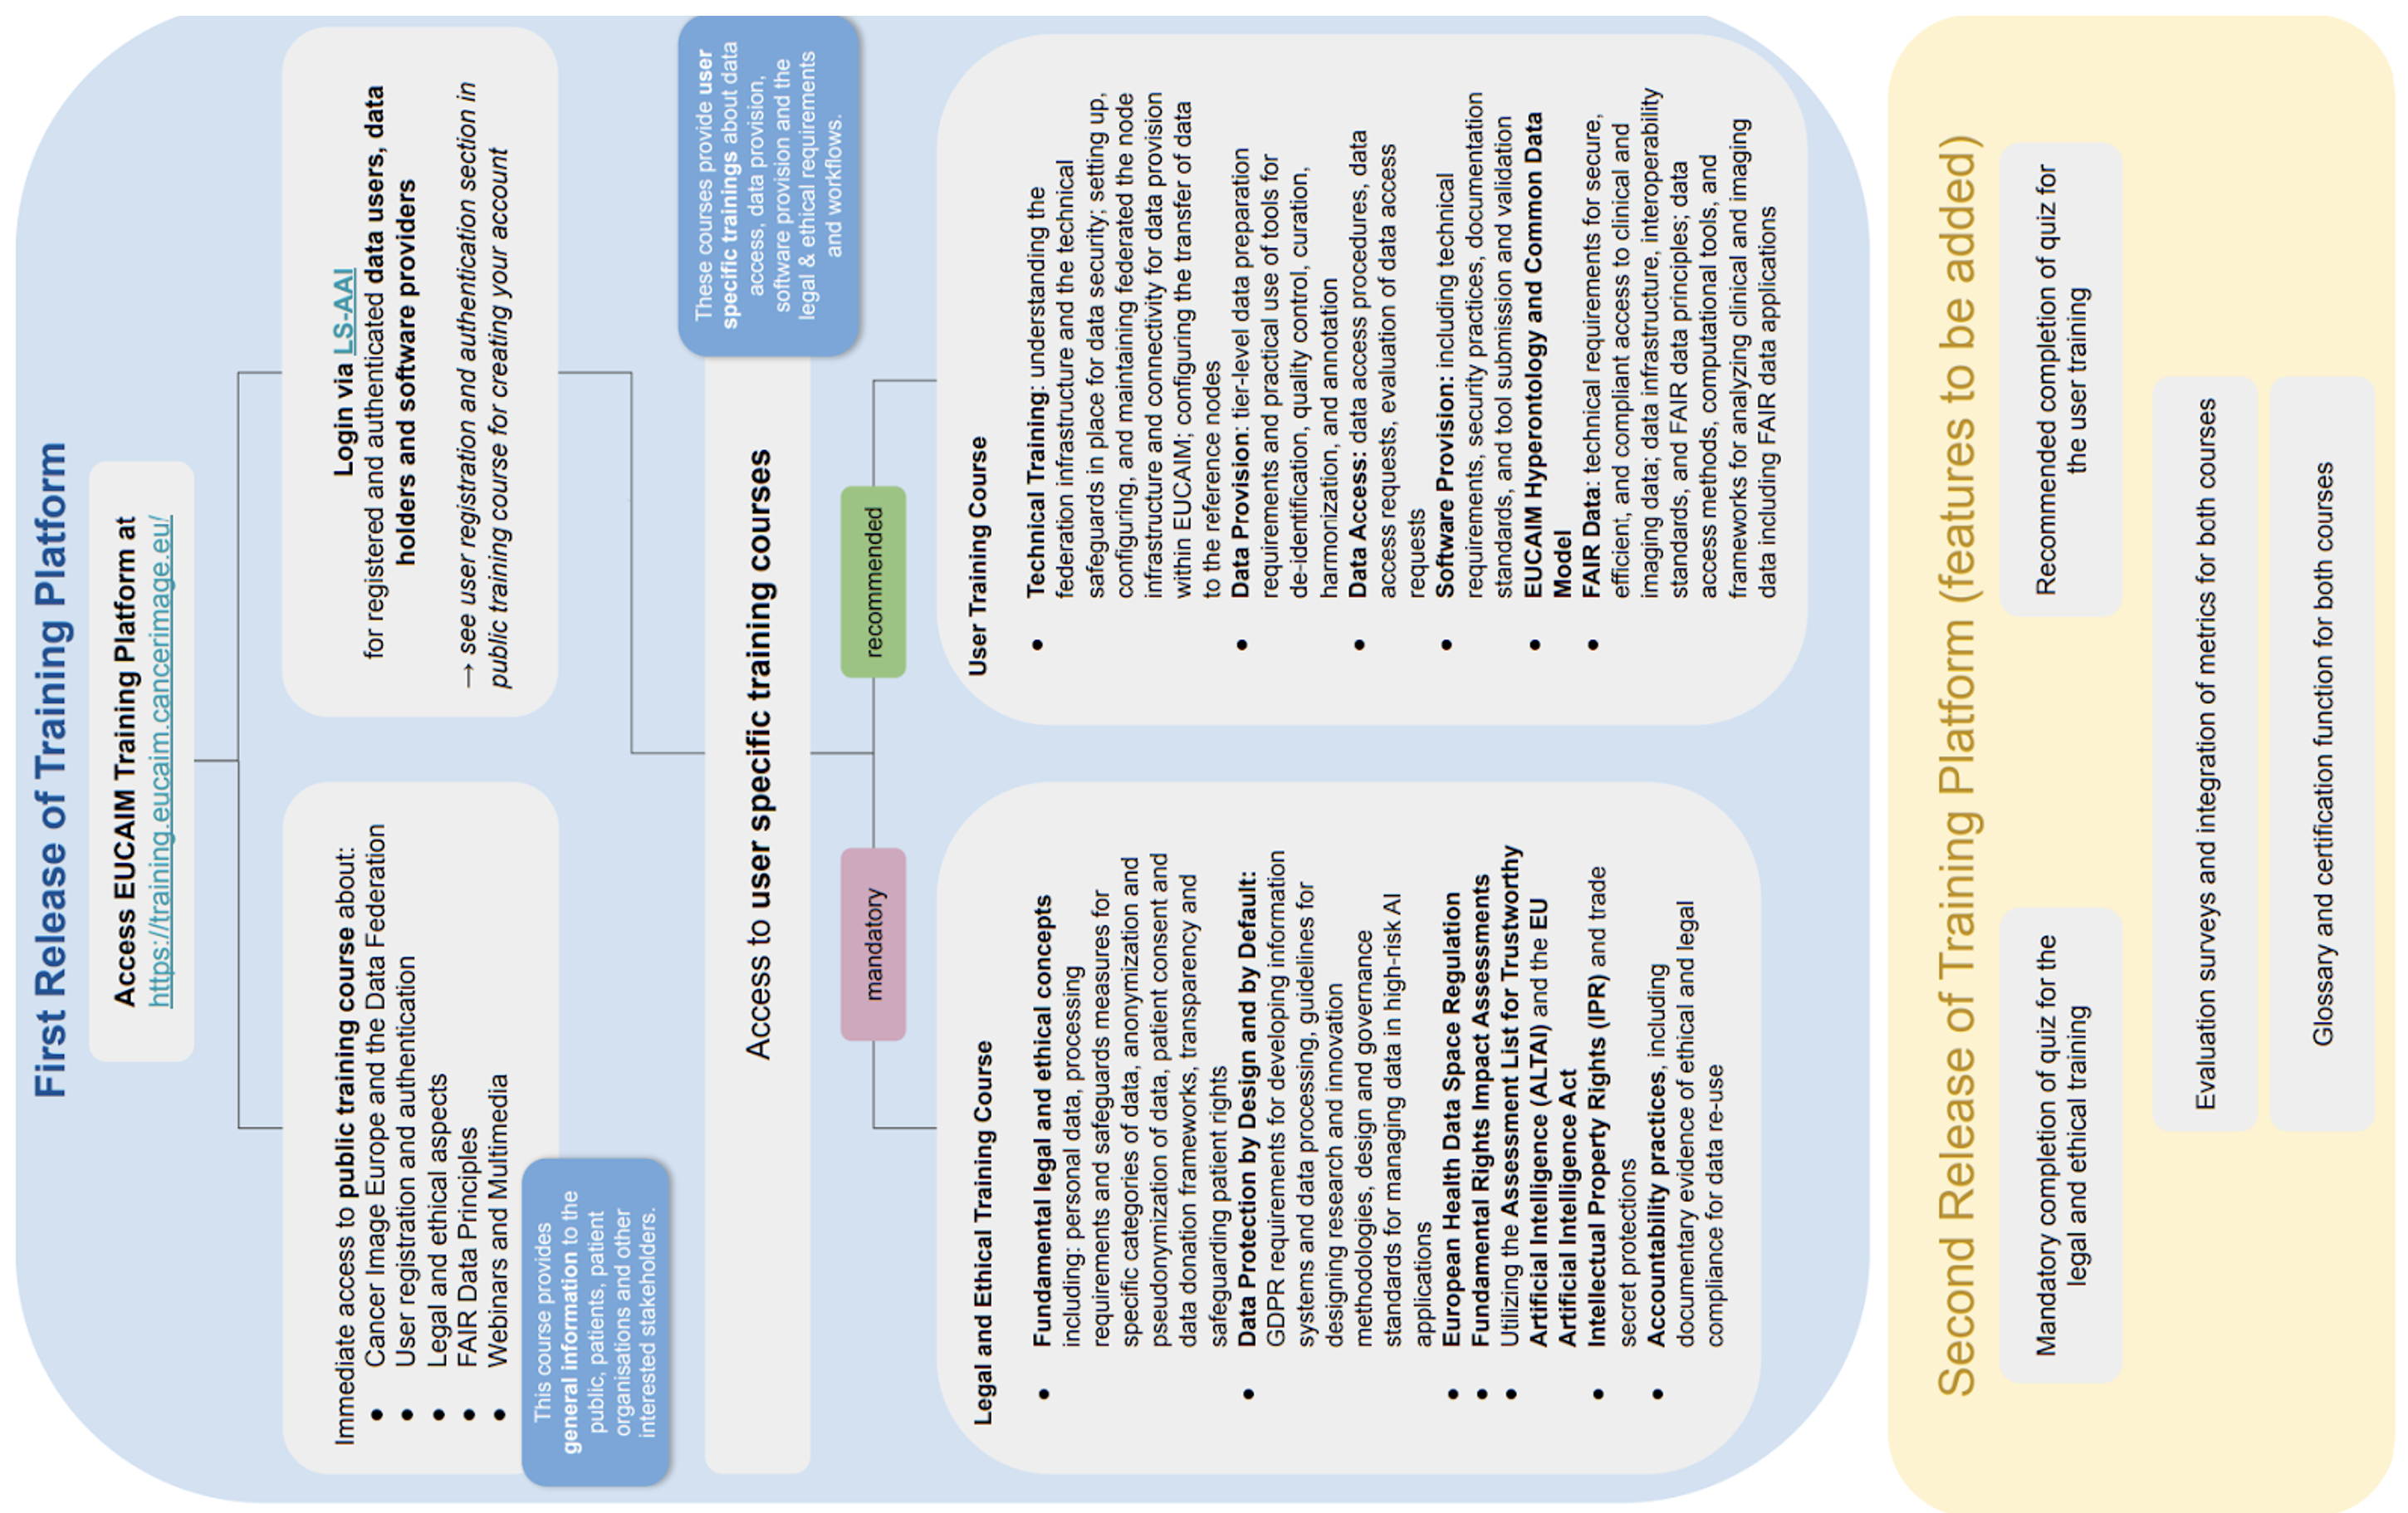 First Release of Training Platform
Access EUCAIM Training Platform at
https://training.eucaim.cancerimage.eu/
Immediate access to public training course about:
● Cancer Image Europe and the Data Federation
● User registration and authentication
● Legal and ethical aspects
● FAIR Data Principles
● Webinars and Multimedia
This course provides
general information to the
public, patients, patient
organisations and other
interested stakeholders.
Login via LS-AAI
for registered and authenticated data users, data
holders and software providers
→ see user registration and authentication section in
public training course for creating your account
These courses provide user
specific trainings about data
access, data provision,
software provision and the
legal & ethical requirements
and workflows.
Access to user specific training courses
mandatory
recommended
Legal and Ethical Training Course
● Fundamental legal and ethical concepts
including: personal data, processing
requirements and safeguards measures for
specific categories of data, anonymization and
pseudonymization of data, patient consent and
data donation frameworks, transparency and
safeguarding patient rights
● Data Protection by Design and by Default:
GDPR requirements for developing information
systems and data processing, guidelines for
designing research and innovation
methodologies, design and governance
standards for managing data in high-risk AI
applications
● European Health Data Space Regulation
● Fundamental Rights Impact Assessments
● Utilizing the Assessment List for Trustworthy
Artificial Intelligence (ALTAI) and the EU
Artificial Intelligence Act
● Intellectual Property Rights (IPR) and trade
secret protections
● Accountability practices, including
documentary evidence of ethical and legal
compliance for data re-use
User Training Course
● Technical Training: understanding the
federation infrastructure and the technical
safeguards in place for data security; setting up,
configuring, and maintaining federated the node
infrastructure and connectivity for data provision
within EUCAIM; configuring the transfer of data
to the reference nodes
● Data Provision: tier-level data preparation
requirements and practical use of tools for
de-identification, quality control, curation,
harmonization, and annotation
● Data Access: data access procedures, data
access requests, evaluation of data access
requests
● Software Provision: including technical
requirements, security practices, documentation
standards, and tool submission and validation
● EUCAIM Hyperontology and Common Data
Model
● FAIR Data: technical requirements for secure,
efficient, and compliant access to clinical and
imaging data; data infrastructure, interoperability
standards, and FAIR data principles; data
access methods, computational tools, and
frameworks for analyzing clinical and imaging
data including FAIR data applications
Second Release of Training Platform (features to be added)
Mandatory completion of quiz for the
legal and ethical training
Recommended completion of quiz for
the user training
Evaluation surveys and integration of metrics for both courses
Glossary and certification function for both courses